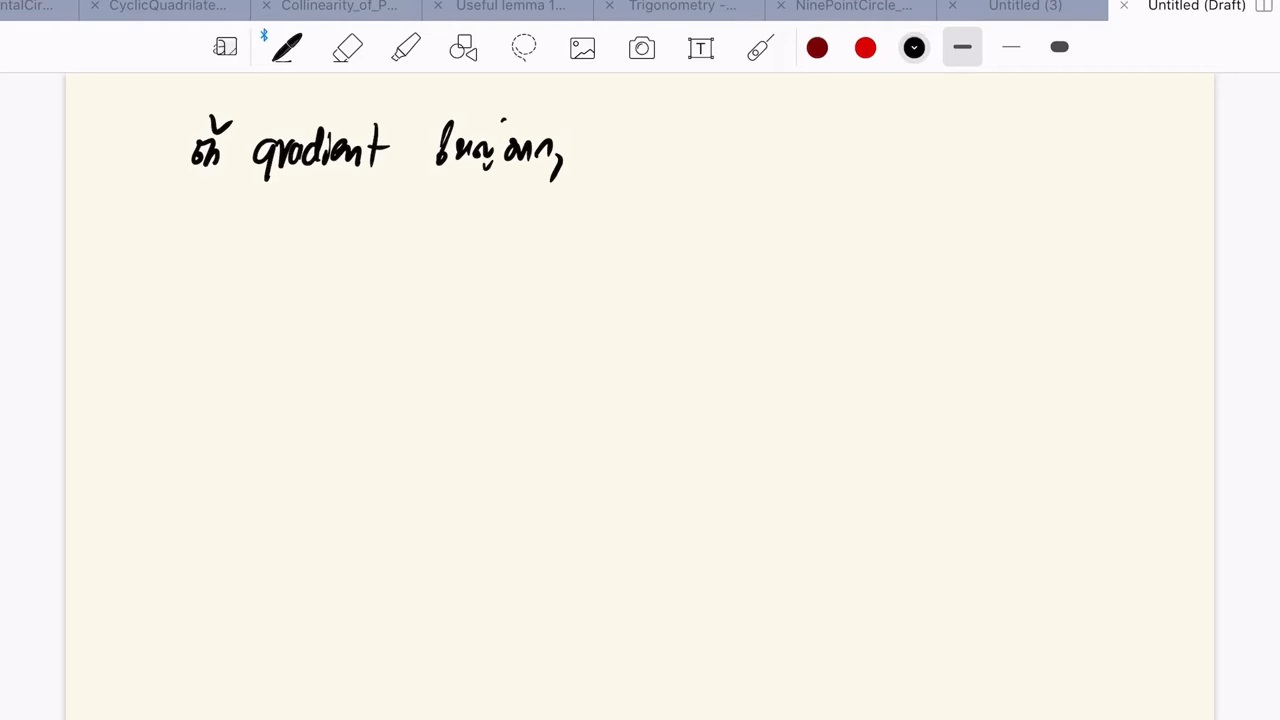 ntalCir...
CyclicQuadrilate...
Collinearity_of_P...
Useful lemma 1...
Trigonometry -...
NinePointCircle_...
Untitled (3)
Untitled (Draft)
ถ้า gradient ใหญ่มาก,